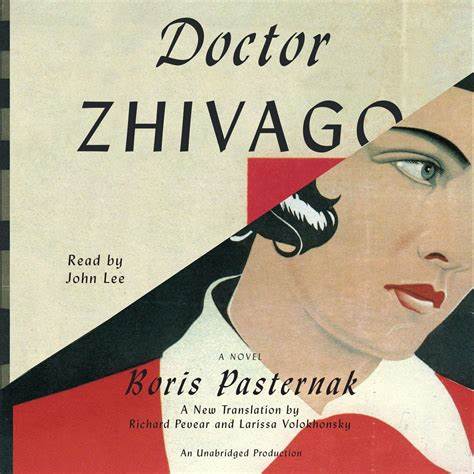 Doctor
ZHIVAGO
Read by
John Lee
A NOVEL
Boris Pasternak
A New Translation by
Richard Pevear and Larissa Volokhonsky
An Unabridged Production